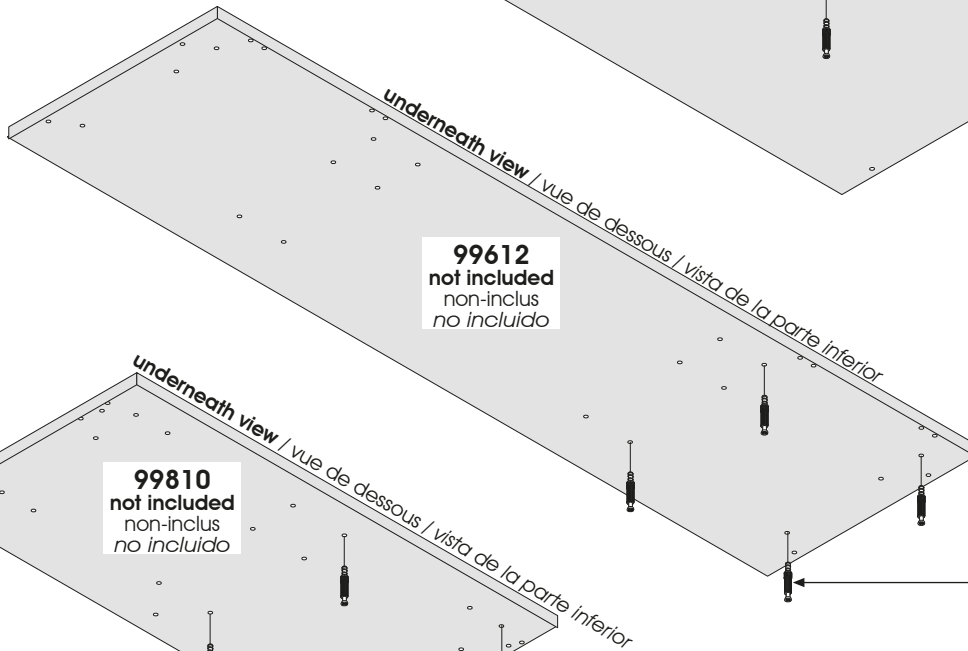 underneath view / vue de dessous / vista de la parte inferior
99612
not included
non-inclus
no incluido
underneath view / vue de dessous / vista de la parte inferior
99810
not included
non-inclus
no incluido